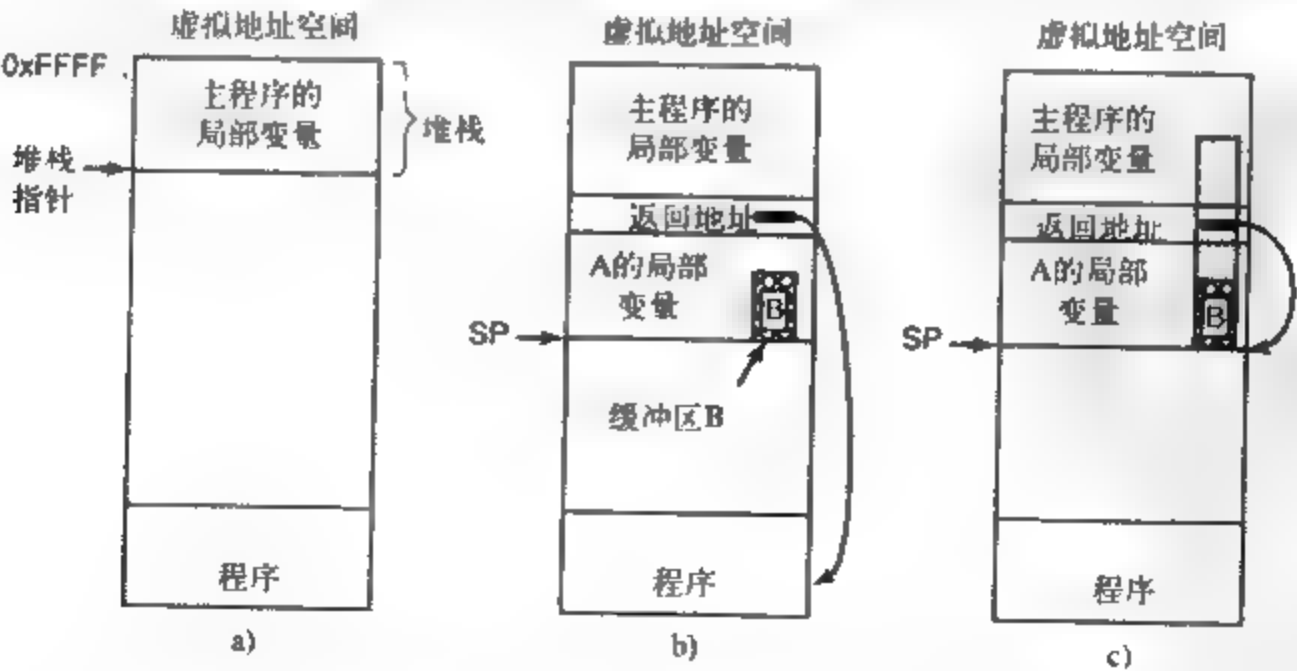 虚拟地址空间
0xFFFF
主程序的
局部变量
堆栈
堆栈
指针
程序
a)
虚拟地址空间
主程序的
局部变量
返回地址
A的局部
变量
B
SP
缓冲区B
程序
b)
虚拟地址空间
主程序的
局部变量
返回地址
A的局部
变量
B
SP
程序
c)